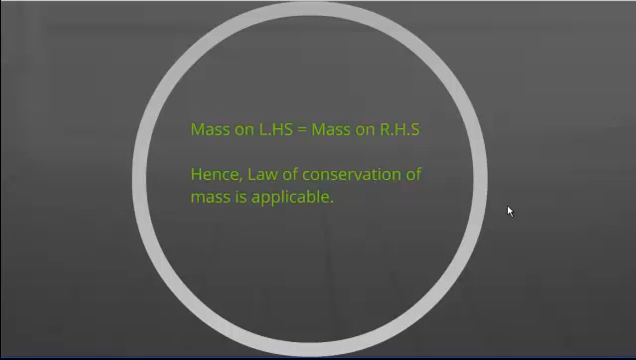 Mass on L.HS = Mass on R.H.S
Hence, Law of conservation of
mass is applicable.